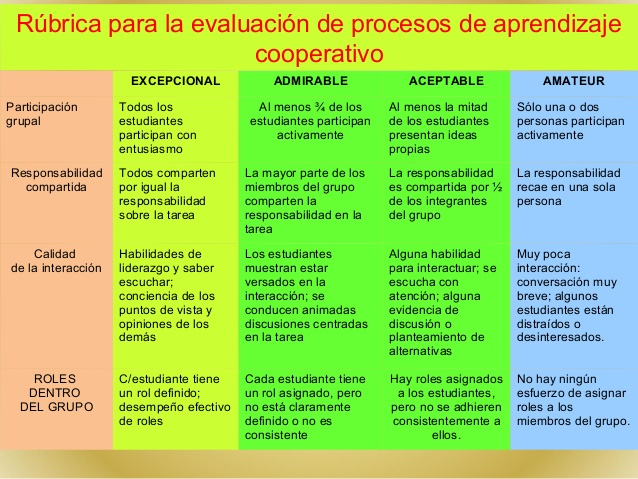 Rúbrica para la evaluación de procesos de aprendizaje
cooperativo
EXCEPCIONAL
ADMIRABLE
ACEPTABLE
AMATEUR
Participación
grupal
Todos los
estudiantes
participan con
entusiasmo
Al menos ¾ de los
estudiantes participan
activamente
Al menos la mitad
de los estudiantes
presentan ideas
propias
Sólo una o dos
personas participan
activamente
Responsabilidad
compartida
Todos comparten
por igual la
responsabilidad
sobre la tarea
La mayor parte de los
miembros del grupo
comparten la
responsabilidad en la
tarea
La responsabilidad
es compartida por ½
de los integrantes
del grupo
La responsabilidad
recae en una sola
persona
Calidad
de la interacción
Habilidades de
liderazgo y saber
escuchar;
conciencia de los
puntos de vista y
opiniones de los
demás
Los estudiantes
muestran estar
versados en la
interacción; se
conducen animadas
discusiones centradas
en la tarea
Alguna habilidad
para interactuar; se
escucha con
atención; alguna
evidencia de
discusión o
planteamiento de
alternativas
Muy poca
interacción:
conversación muy
breve; algunos
estudiantes están
distraídos o
desinteresados.
ROLES
DENTRO
DEL GRUPO
C/estudiante tiene
un rol definido;
desempeño efectivo
de roles
Cada estudiante tiene
un rol asignado, pero
no está claramente
definido o no es
consistente
Hay roles asignados
a los estudiantes,
pero no se adhieren
consistentemente a
ellos.
No hay ningún
esfuerzo de asignar
roles a los
miembros del grupo.